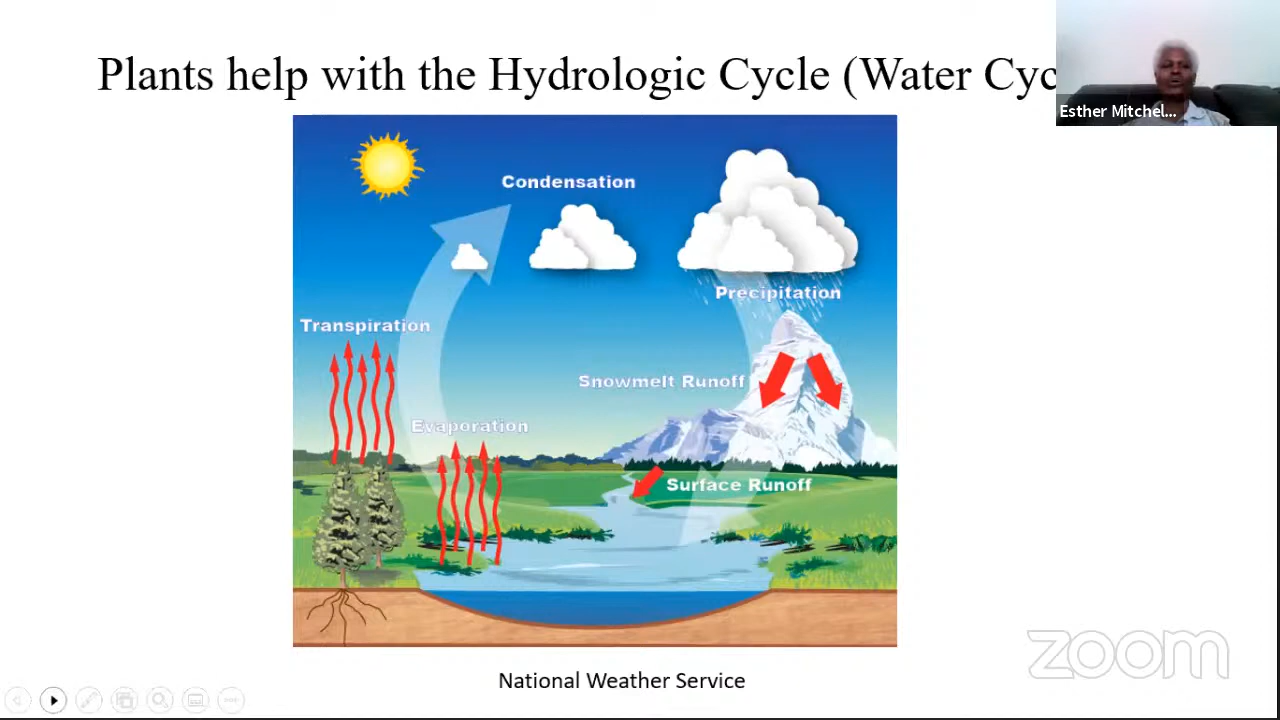 Plants help with the Hydrologic Cycle (Water Cyc
Esther Mitchel...
Condensation
Precipitation
Transpiration
Snowmelt Runoff
Evaporation
Surface Runoff
zoom
National Weather Service